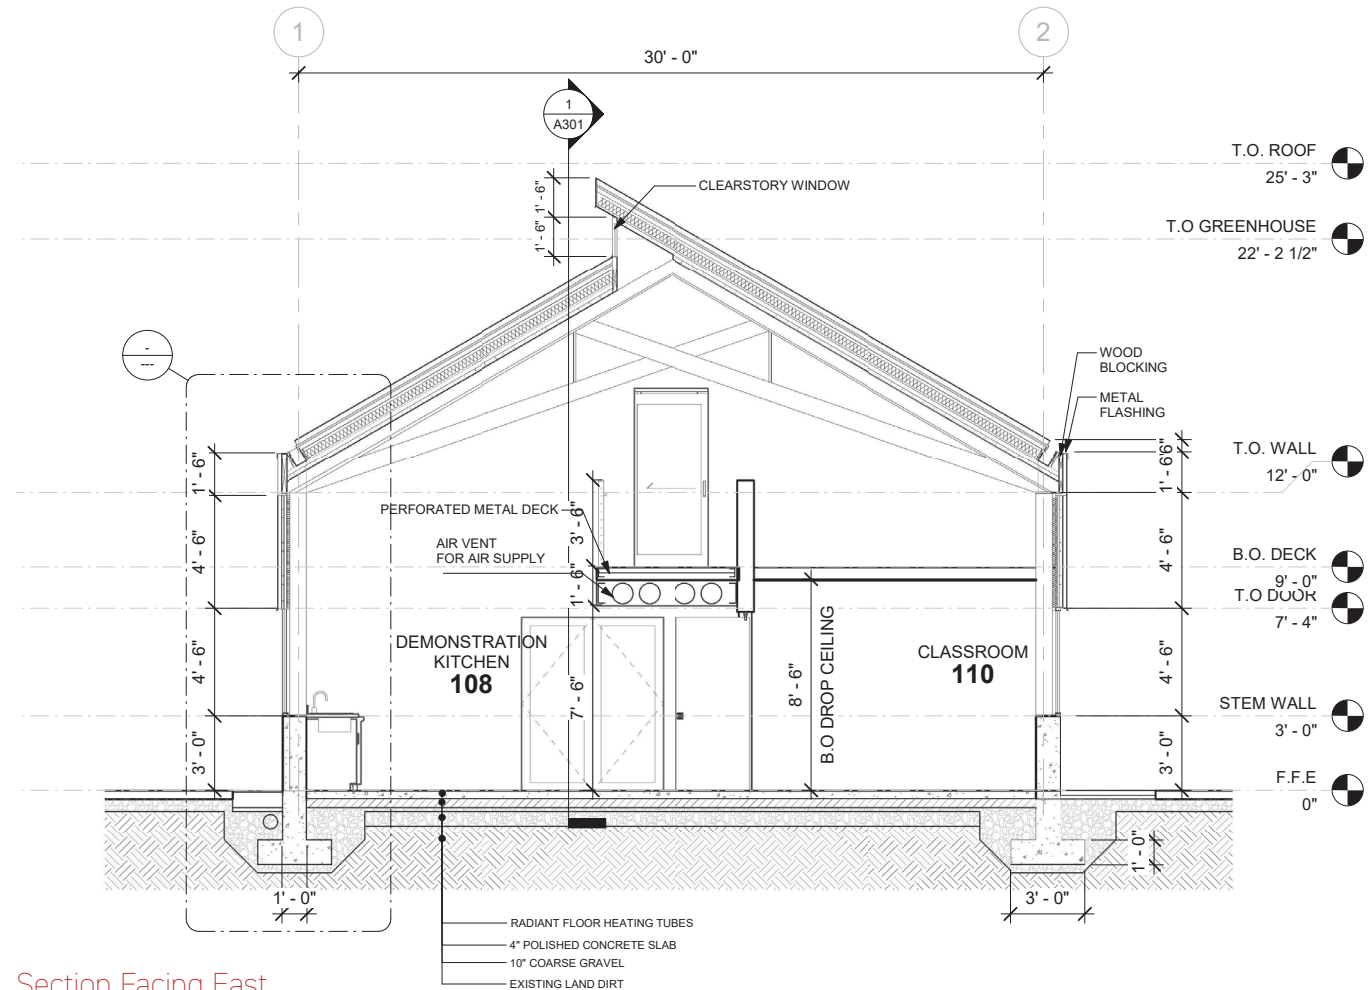 1
2
30' - 0"
1
A301
T.O. ROOF
25' - 3"
1' - 6"
CLEARSTORY WINDOW
T.O GREENHOUSE
22' - 2 1/2"
1' - 6"
-
---
WOOD
BLOCKING
METAL
FLASHING
T.O. WALL
12' - 0"
1' - 6"
6"
1' - 6"
PERFORATED METAL DECK
3' - 6"
AIR VENT
FOR AIR SUPPLY
4' - 6"
4' - 6"
B.O. DECK
9' - 0"
T.O DOOR
7' - 4"
1' - 6"
DEMONSTRATION
KITCHEN
108
CLASSROOM
110
4' - 6"
7' - 6"
8' - 6"
B.O DROP CEILING
4' - 6"
STEM WALL
3' - 0"
3' - 0"
3' - 0"
F.F.E
0"
1' - 0"
1' - 0"
3' - 0"
RADIANT FLOOR HEATING TUBES
4" POLISHED CONCRETE SLAB
10" COARSE GRAVEL
EXISTING LAND DIRT
Section Facing East